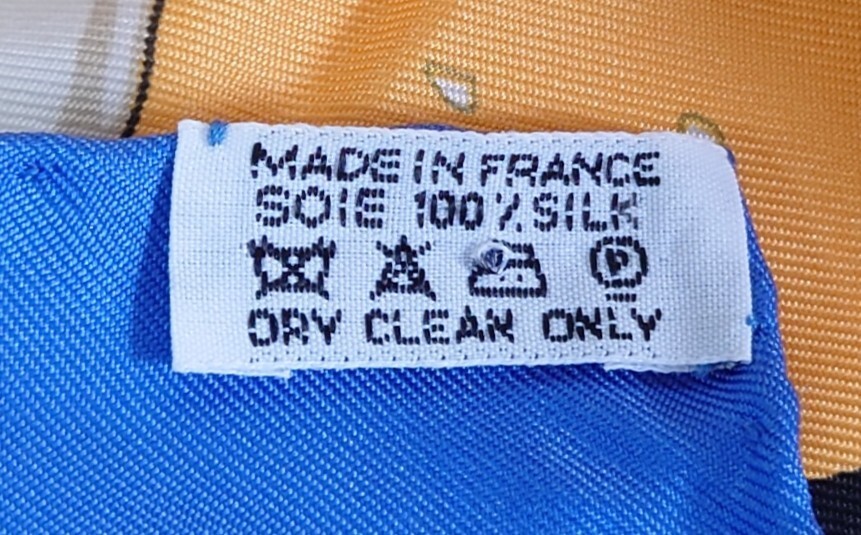 MADE IN FRANCE
SOIE 100% SILK
P
DRY CLEAN ONLY